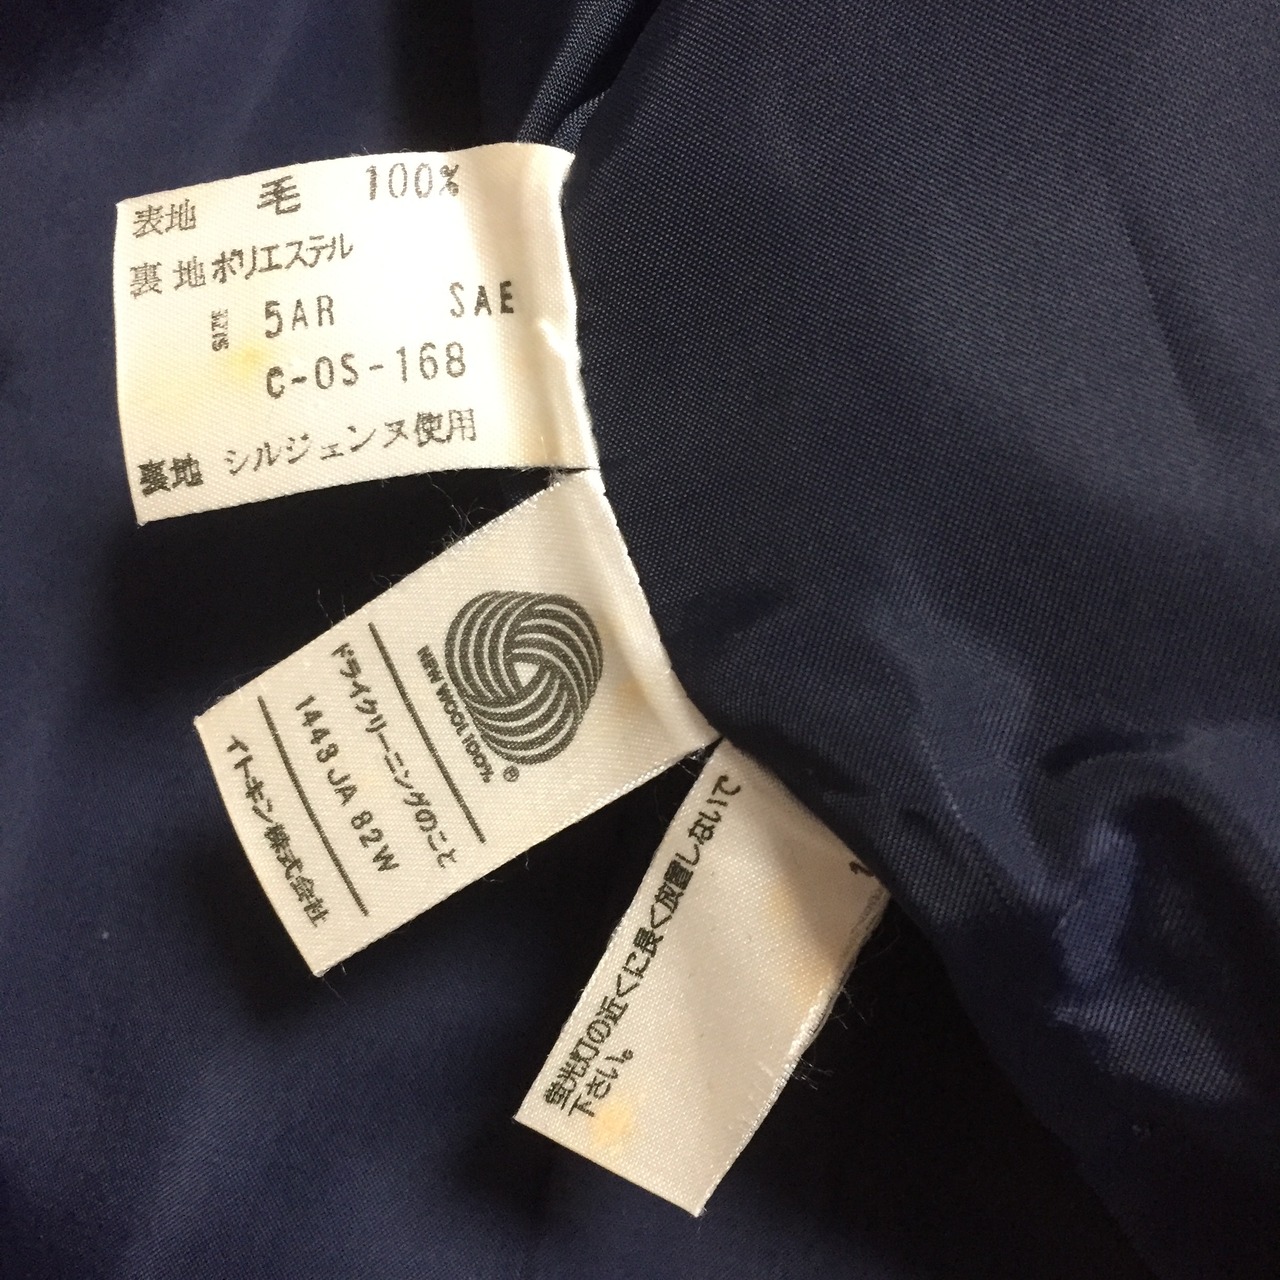 表地 毛 100%
裏地 ポリエステル
SIZE 5AR SAE
C-OS-168
裏地 シルジェンヌ使用
NEW WOOL 100%
®
ドライクリーニングのこと
1443 JA 82W
イトーキン株式会社
蛍光灯の近くに長く放置しないで
下さい。